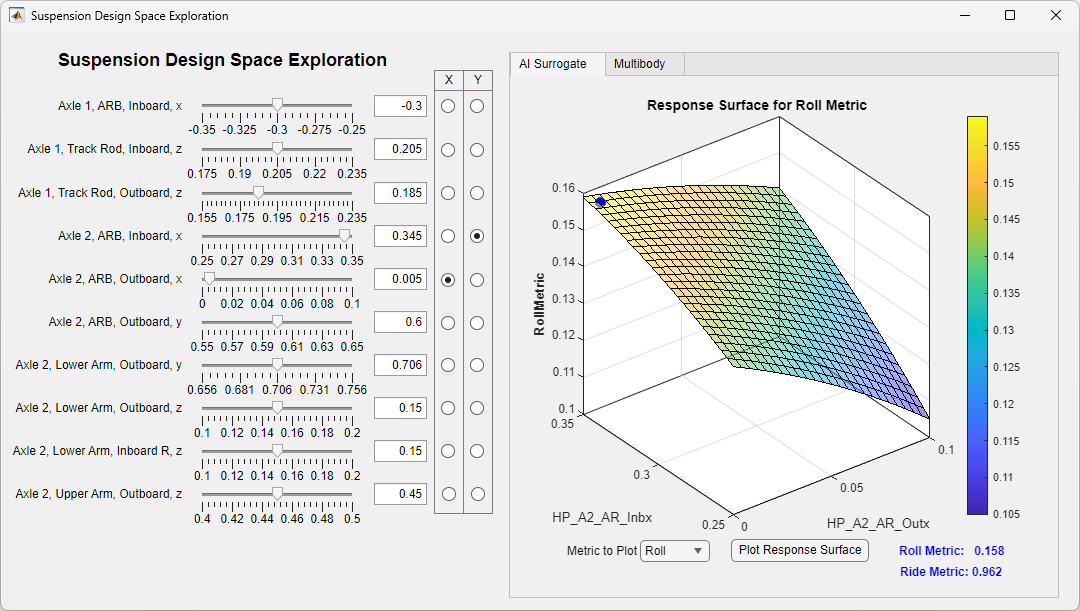 Suspension Design Space Exploration
Suspension Design Space Exploration
X Y
Axle 1, ARB, Inboard, x -0.3
-0.35 -0.325 -0.3 -0.275 -0.25
Axle 1, Track Rod, Inboard, z 0.205
0.175 0.19 0.205 0.22 0.235
Axle 1, Track Rod, Outboard, z 0.185
0.155 0.175 0.195 0.215 0.235
Axle 2, ARB, Inboard, x 0.345
0.25 0.27 0.29 0.31 0.33 0.35
Axle 2, ARB, Outboard, x 0.005
0 0.02 0.04 0.06 0.08 0.1
Axle 2, ARB, Outboard, y 0.6
0.55 0.57 0.59 0.61 0.63 0.65
Axle 2, Lower Arm, Outboard, y 0.706
0.656 0.681 0.706 0.731 0.756
Axle 2, Lower Arm, Outboard, z 0.15
0.1 0.12 0.14 0.16 0.18 0.2
Axle 2, Lower Arm, Inboard R, z 0.15
0.1 0.12 0.14 0.16 0.18 0.2
Axle 2, Upper Arm, Outboard, z 0.45
0.4 0.42 0.44 0.46 0.48 0.5
AI Surrogate Multibody
Response Surface for Roll Metric
RollMetric
0.16
0.15
0.14
0.13
0.12
0.11
0.1
0.35
0.3
0.25
HP_A2_AR_Inbx
0
0.05
0.1
HP_A2_AR_Outx
0.155
0.15
0.145
0.14
0.135
0.13
0.125
0.12
0.115
0.11
0.105
Metric to Plot Roll Plot Response Surface
Roll Metric: 0.158
Ride Metric: 0.962